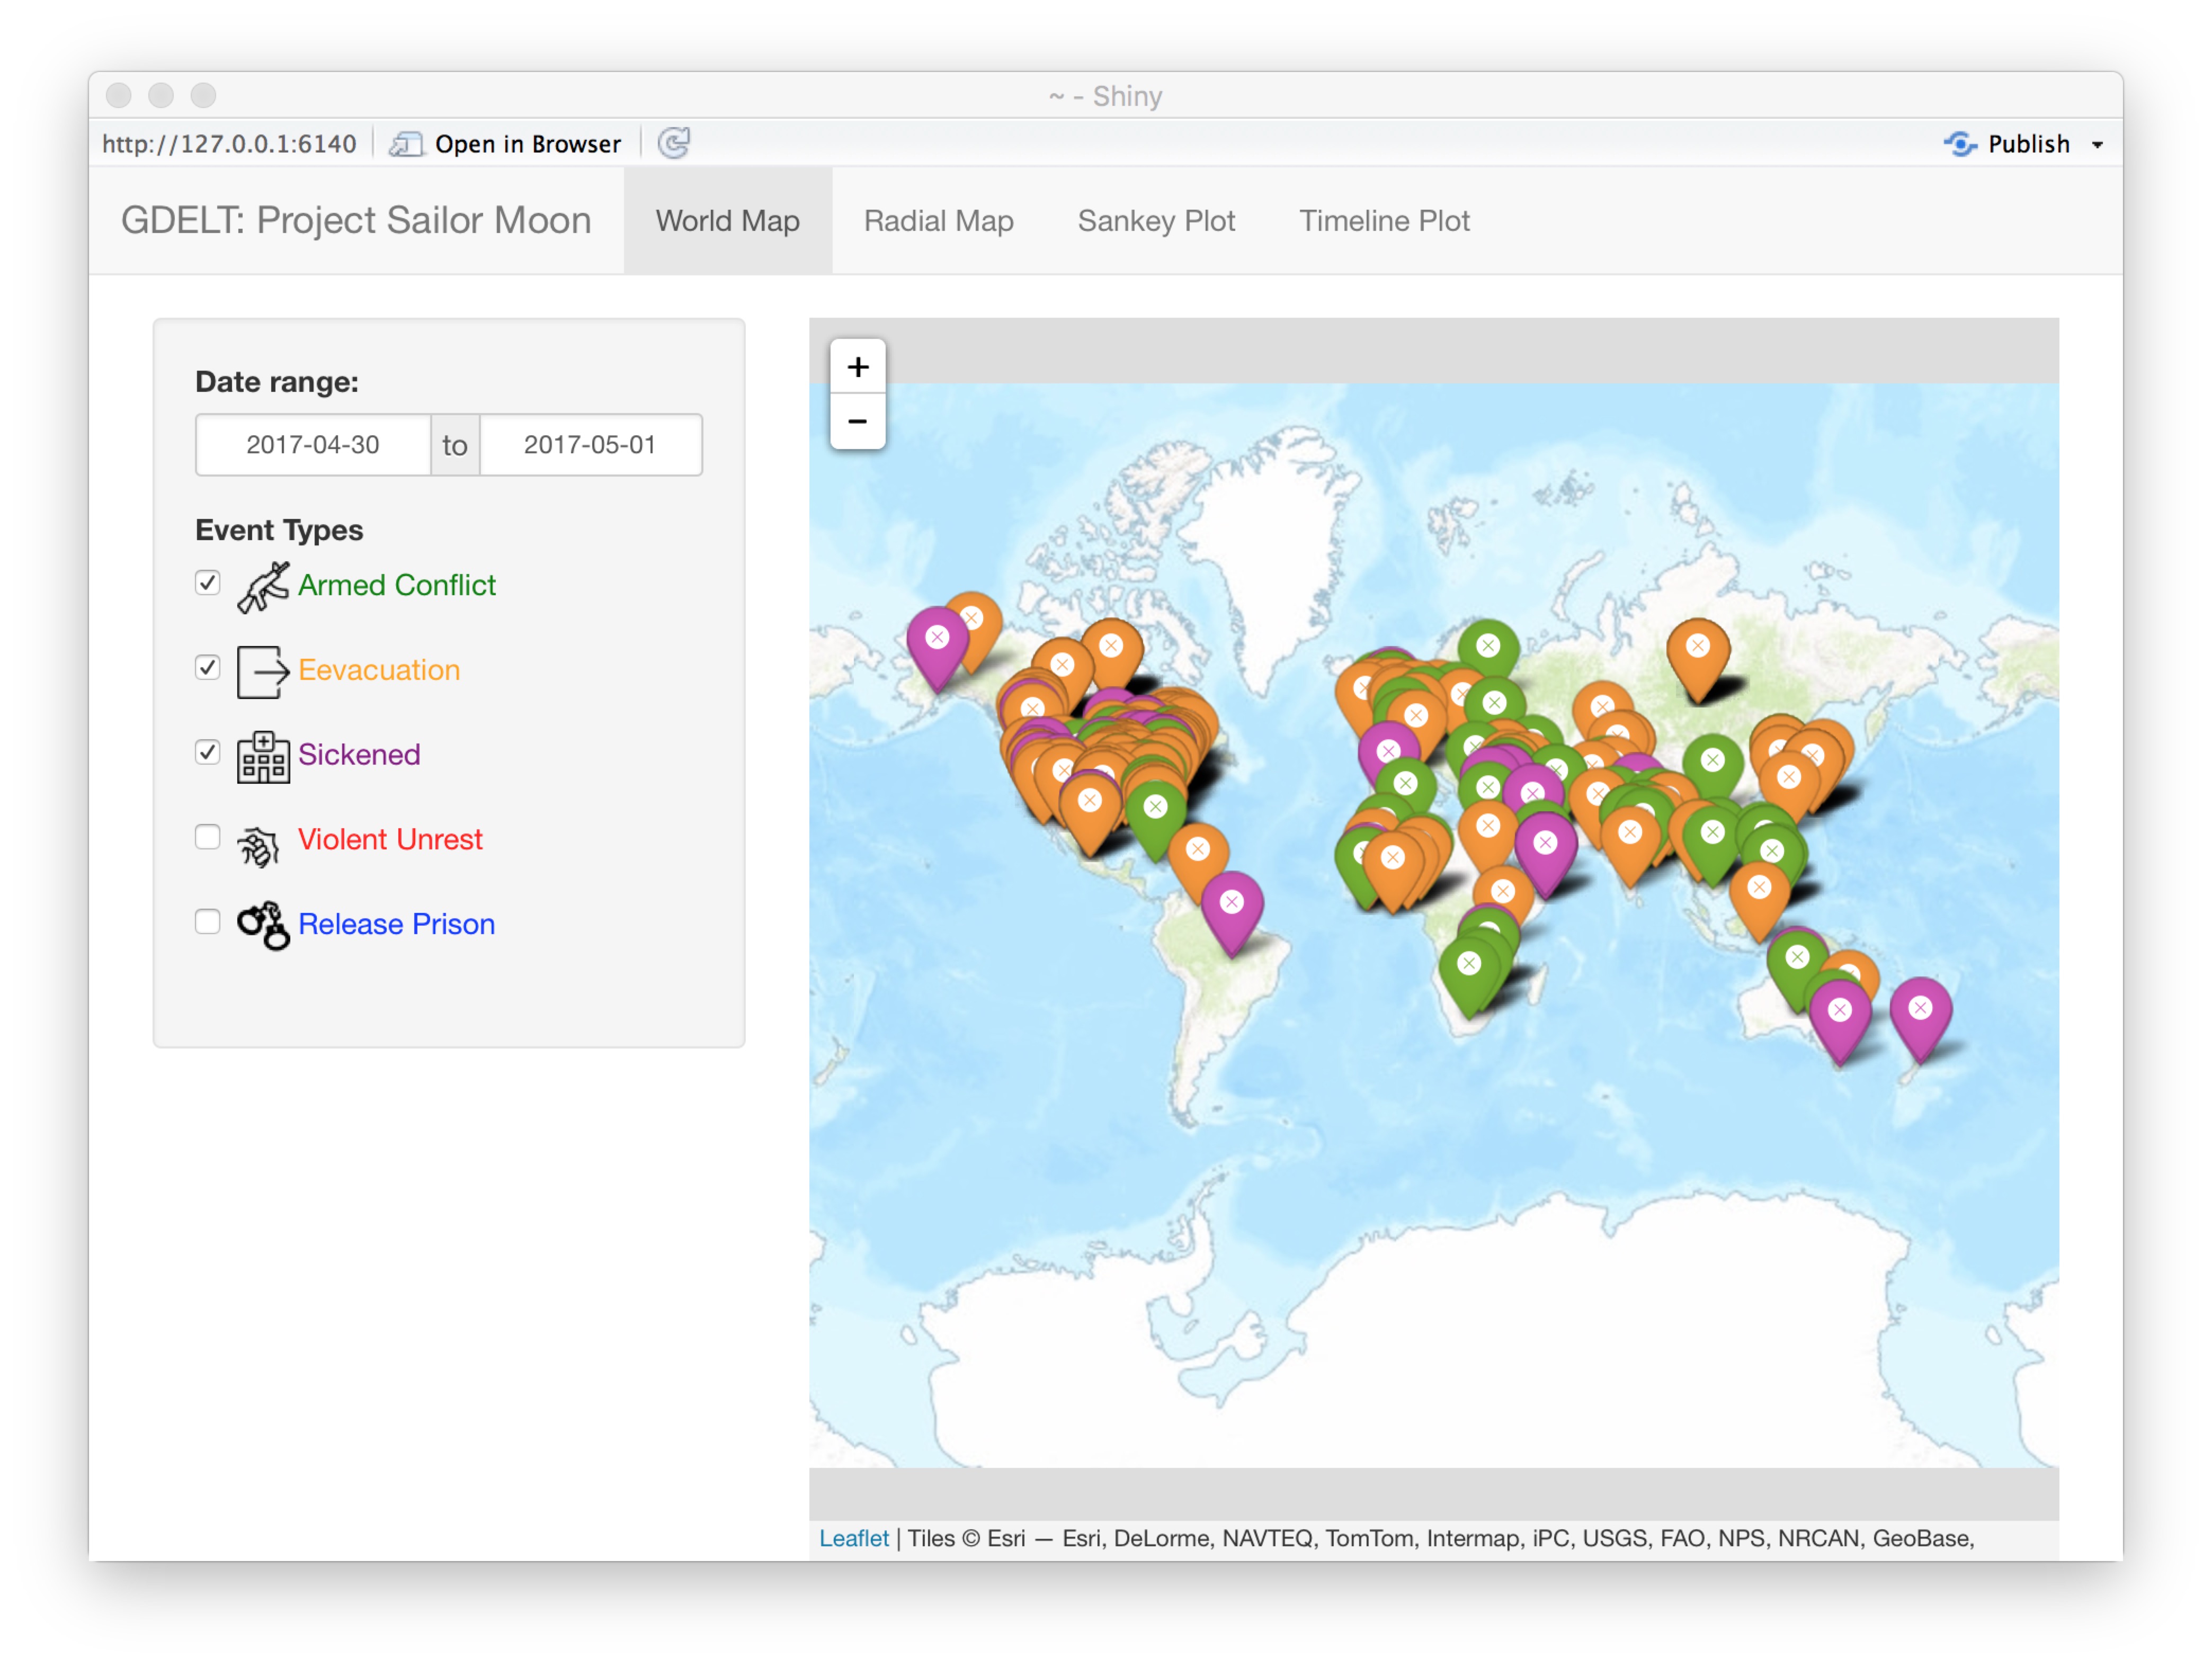 ~ - Shiny
http://127.0.0.1:6140 Open in Browser Publish
GDELT: Project Sailor Moon World Map Radial Map Sankey Plot Timeline Plot
Date range:
2017-04-30 to 2017-05-01
Event Types
Armed Conflict
Eevacuation
Sickened
Violent Unrest
Release Prison
+
−
Leaflet | Tiles © Esri — Esri, DeLorme, NAVTEQ, TomTom, Intermap, iPC, USGS, FAO, NPS, NRCAN, GeoBase,